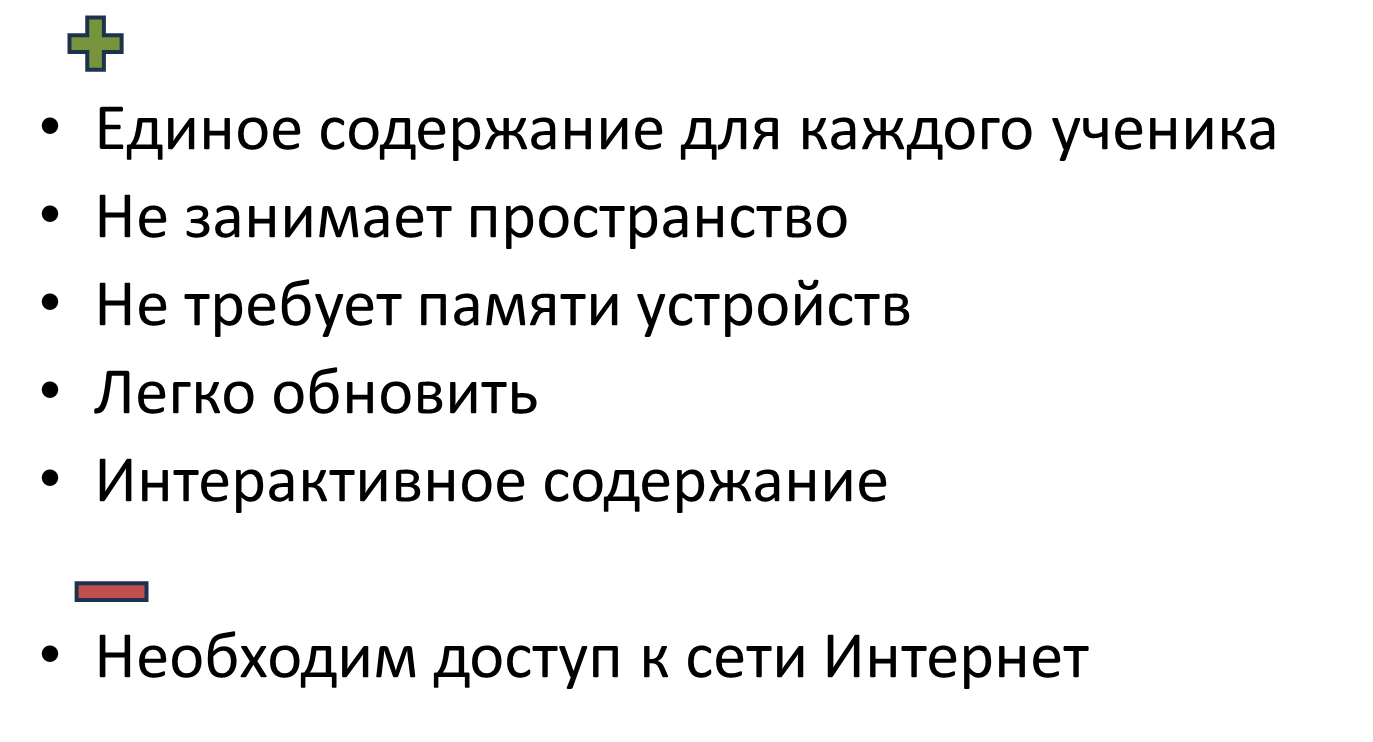 • Единое содержание для каждого ученика
• Не занимает пространство
• Не требует памяти устройств
• Легко обновить
• Интерактивное содержание
• Необходим доступ к сети Интернет